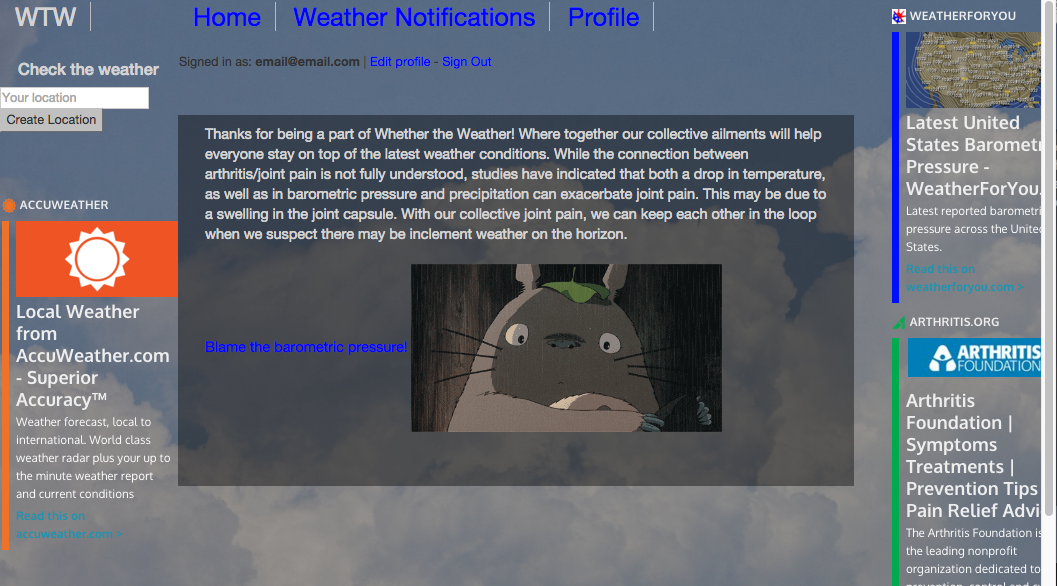 WTW
Home
Weather Notifications
Profile
Signed in as: email@email.com | Edit profile - Sign Out
Check the weather
Your location
Create Location
ACCUWEATHER
Local Weather
from
AccuWeather.com
- Superior
Accuracy™
Weather forecast, local to
international. World class
weather radar plus your up to
the minute weather report
and current conditions
Read this on
accuweather.com >
Thanks for being a part of Whether the Weather! Where together our collective ailments will help
everyone stay on top of the latest weather conditions. While the connection between
arthritis/joint pain is not fully understood, studies have indicated that both a drop in temperature,
as well as in barometric pressure and precipitation can exacerbate joint pain. This may be due to
a swelling in the joint capsule. With our collective joint pain, we can keep each other in the loop
when we suspect there may be inclement weather on the horizon.
Blame the barometric pressure!
WEATHERFORYOU
Latest United
States Barometr
Pressure -
WeatherForYou.
Latest reported barometri
pressure across the United
States.
Read this on
weatherforyou.com >
ARTHRITIS.ORG
ARTHRITIS
FOUNDATION
Arthritis
Foundation |
Symptoms
Treatments |
Prevention Tips
Pain Relief Advi
The Arthritis Foundation is
the leading nonprofit
organization dedicated to